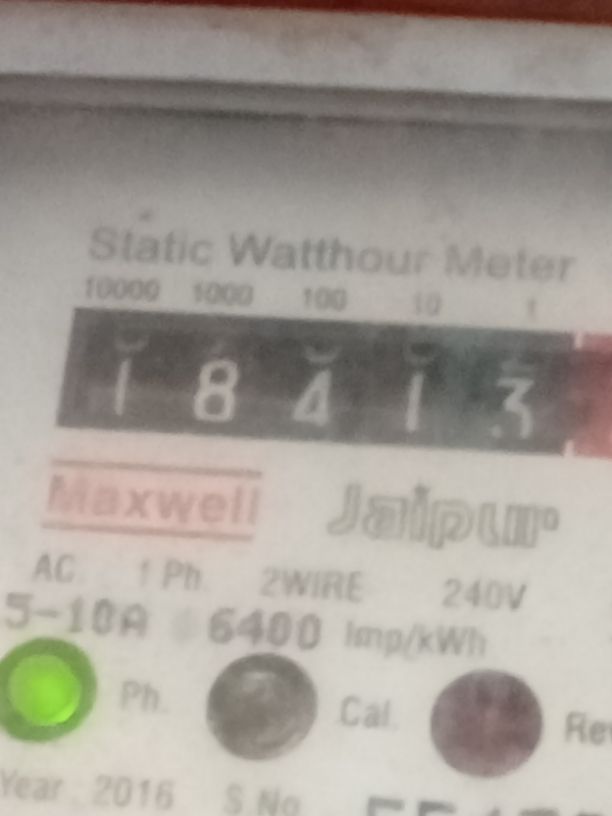 Static Watthour Meter
10000 1000 100 10 1
1 8 4 1 3
Maxwell Jaipur
AC 1 Ph. 2WIRE 240V
5-10A 6400 Imp/kWh
Ph. Cal. Rev
Year : 2016 S.No.